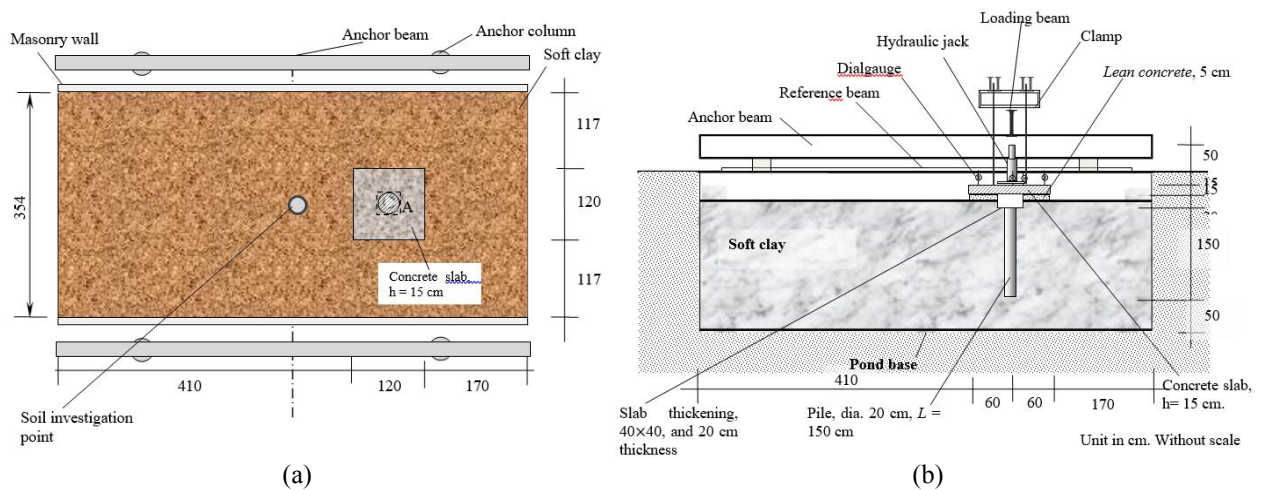 Masonry wall
Anchor beam
Anchor column
Soft clay
117
354
120
A
Concrete slab,
h = 15 cm
117
410
120
170
Soil investigation
point
(a)
Loading beam
Hydraulic jack
Clamp
Dialgauge
Lean concrete, 5 cm
Reference beam
Anchor beam
50
15
15
Soft clay
150
50
Pond base
410
60
60
170
Concrete slab,
h= 15 cm.
Slab thickening,
40×40, and 20 cm
thickness
Pile, dia. 20 cm, L =
150 cm
Unit in cm. Without scale
(b)